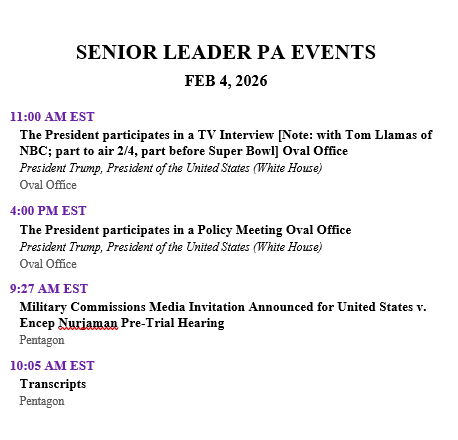 SENIOR LEADER PA EVENTS
FEB 4, 2026
11:00 AM EST
The President participates in a TV Interview [Note: with Tom Llamas of
NBC; part to air 2/4, part before Super Bowl] Oval Office
President Trump, President of the United States (White House)
Oval Office
4:00 PM EST
The President participates in a Policy Meeting Oval Office
President Trump, President of the United States (White House)
Oval Office
9:27 AM EST
Military Commissions Media Invitation Announced for United States v.
Encep Nurjaman Pre-Trial Hearing
Pentagon
10:05 AM EST
Transcripts
Pentagon